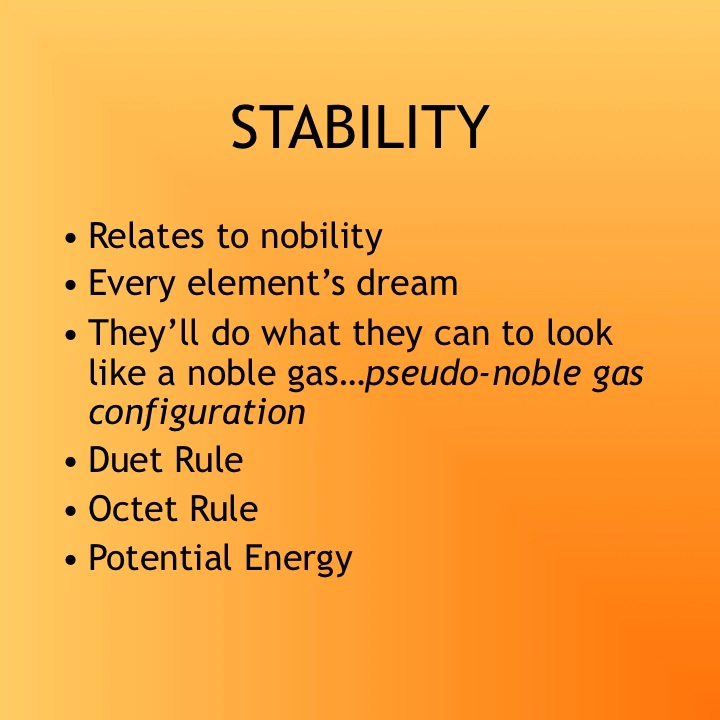 STABILITY
• Relates to nobility
• Every element’s dream
• They’ll do what they can to look
like a noble gas…pseudo-noble gas
configuration
• Duet Rule
• Octet Rule
• Potential Energy